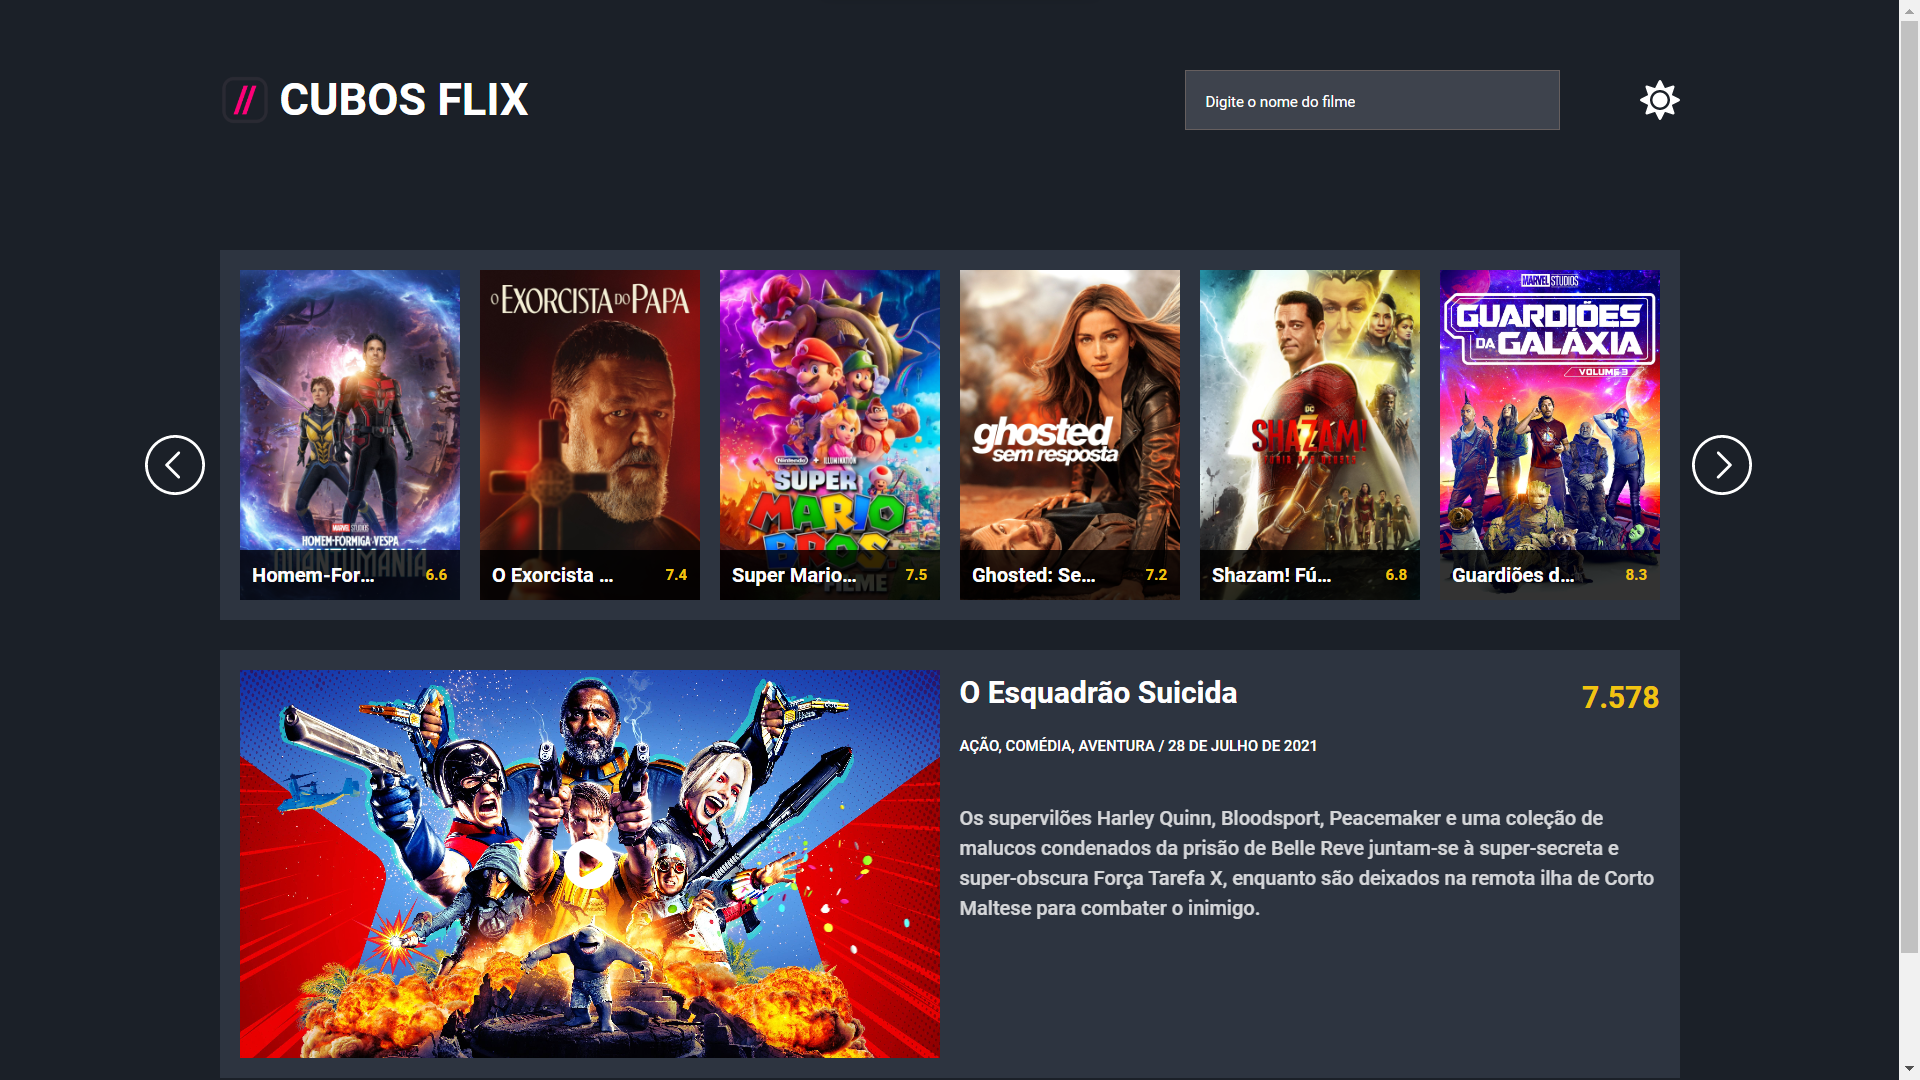 // CUBOS FLIX
Digite o nome do filme
MARVEL STUDIOS
HOMEM-FORMIGA VESPA
QUANTUMANIA
Homem-For...
6.6
O EXORCISTA DO PAPA
O Exorcista ...
7.4
Nintendo + ILLUMINATION
SUPER
MARIO
BROS.
FILME
Super Mario...
7.5
ghosted
sem resposta
Ghosted: Se...
7.2
DC
SHAZAM!
FÚRIA DOS DEUSES
Shazam! Fú...
6.8
MARVEL STUDIOS
GUARDIÕES
DA GALÁXIA
VOLUME 3
Guardiões d...
8.3
O Esquadrão Suicida
7.578
AÇÃO, COMÉDIA, AVENTURA / 28 DE JULHO DE 2021
Os supervilões Harley Quinn, Bloodsport, Peacemaker e uma coleção de
malucos condenados da prisão de Belle Reve juntam-se à super-secreta e
super-obscura Força Tarefa X, enquanto são deixados na remota ilha de Corto
Maltese para combater o inimigo.